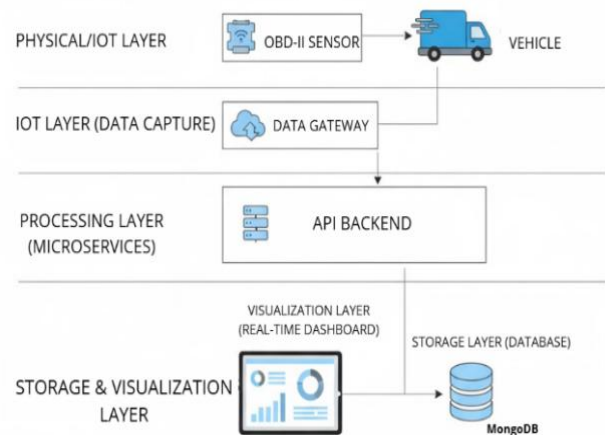 PHYSICAL/IOT LAYER
OBD-II SENSOR
VEHICLE
IOT LAYER (DATA CAPTURE)
DATA GATEWAY
PROCESSING LAYER
(MICROSERVICES)
API BACKEND
VISUALIZATION LAYER
(REAL-TIME DASHBOARD)
STORAGE LAYER (DATABASE)
STORAGE & VISUALIZATION
LAYER
MongoDB